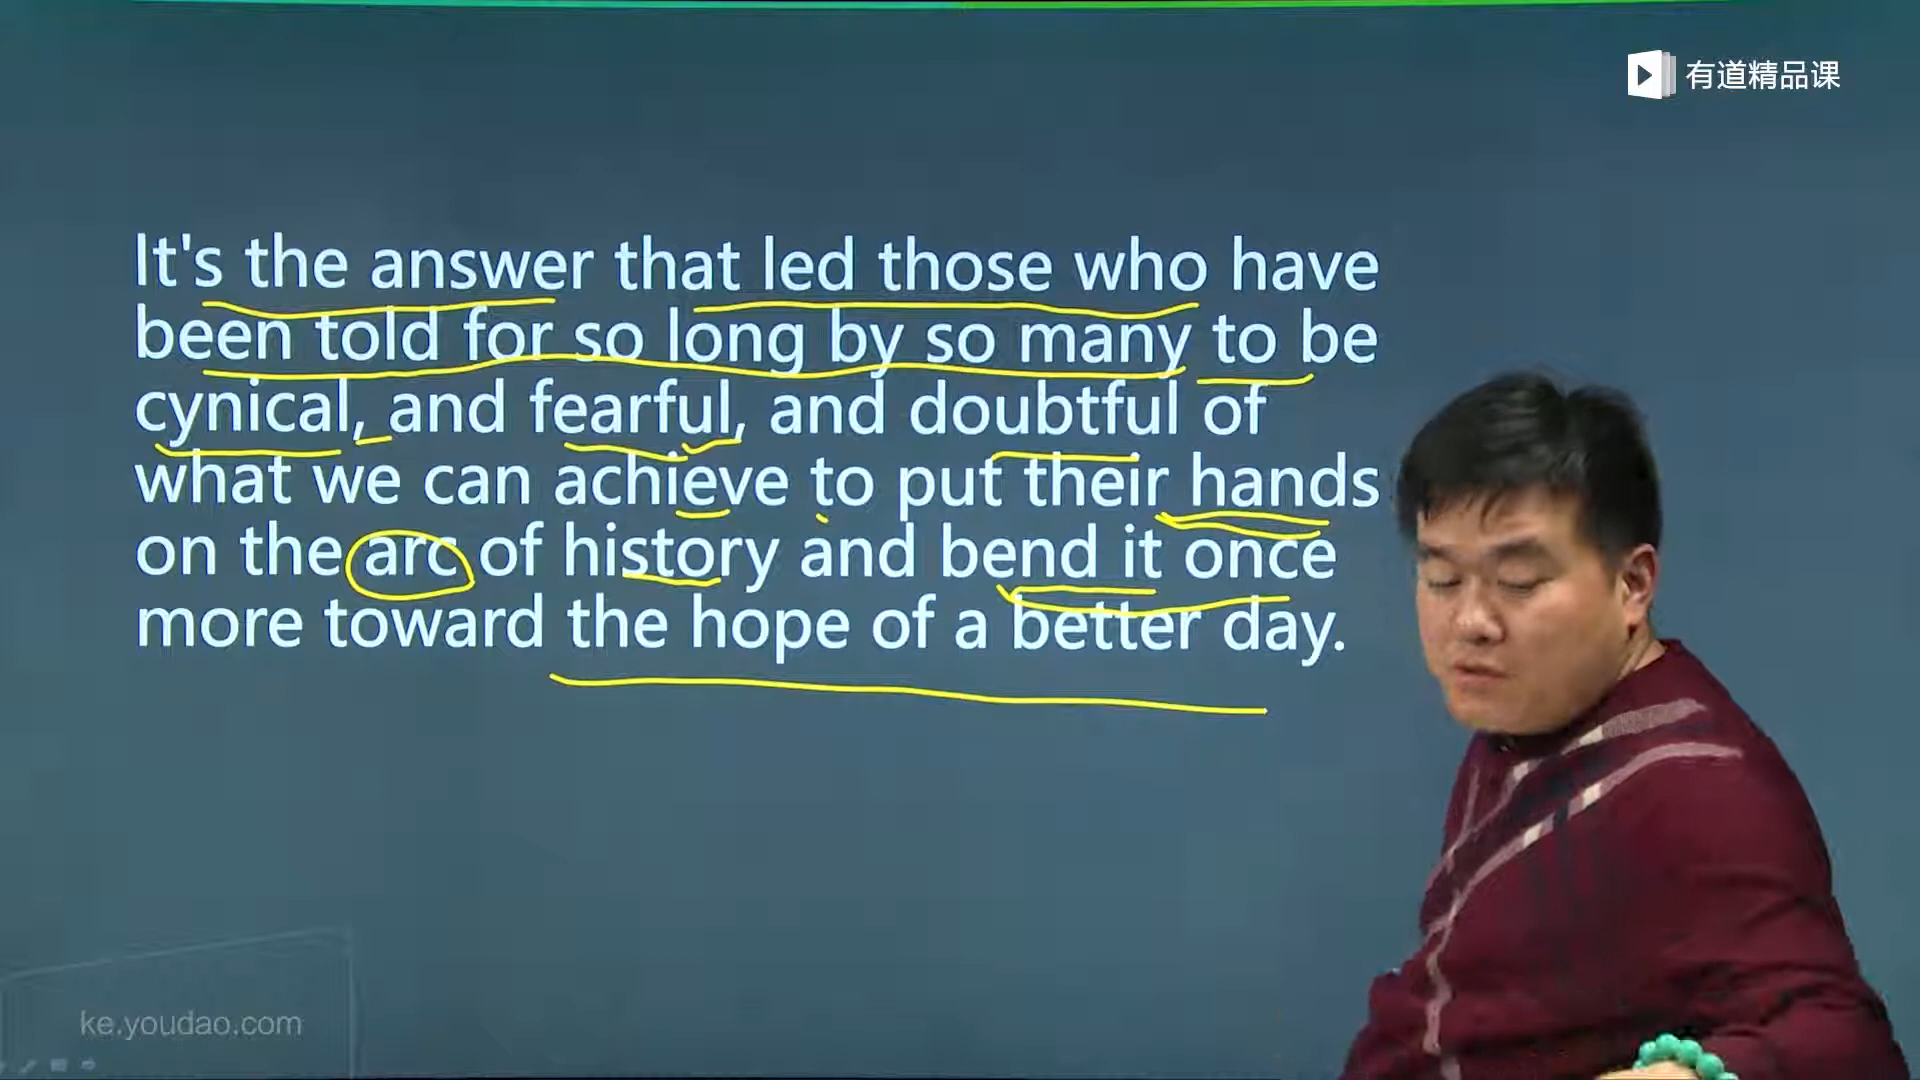 有道精品课
It's the answer that led those who have
been told for so long by so many to be
cynical, and fearful, and doubtful of
what we can achieve to put their hands
on the arc of history and bend it once
more toward the hope of a better day.
ke.youdao.com